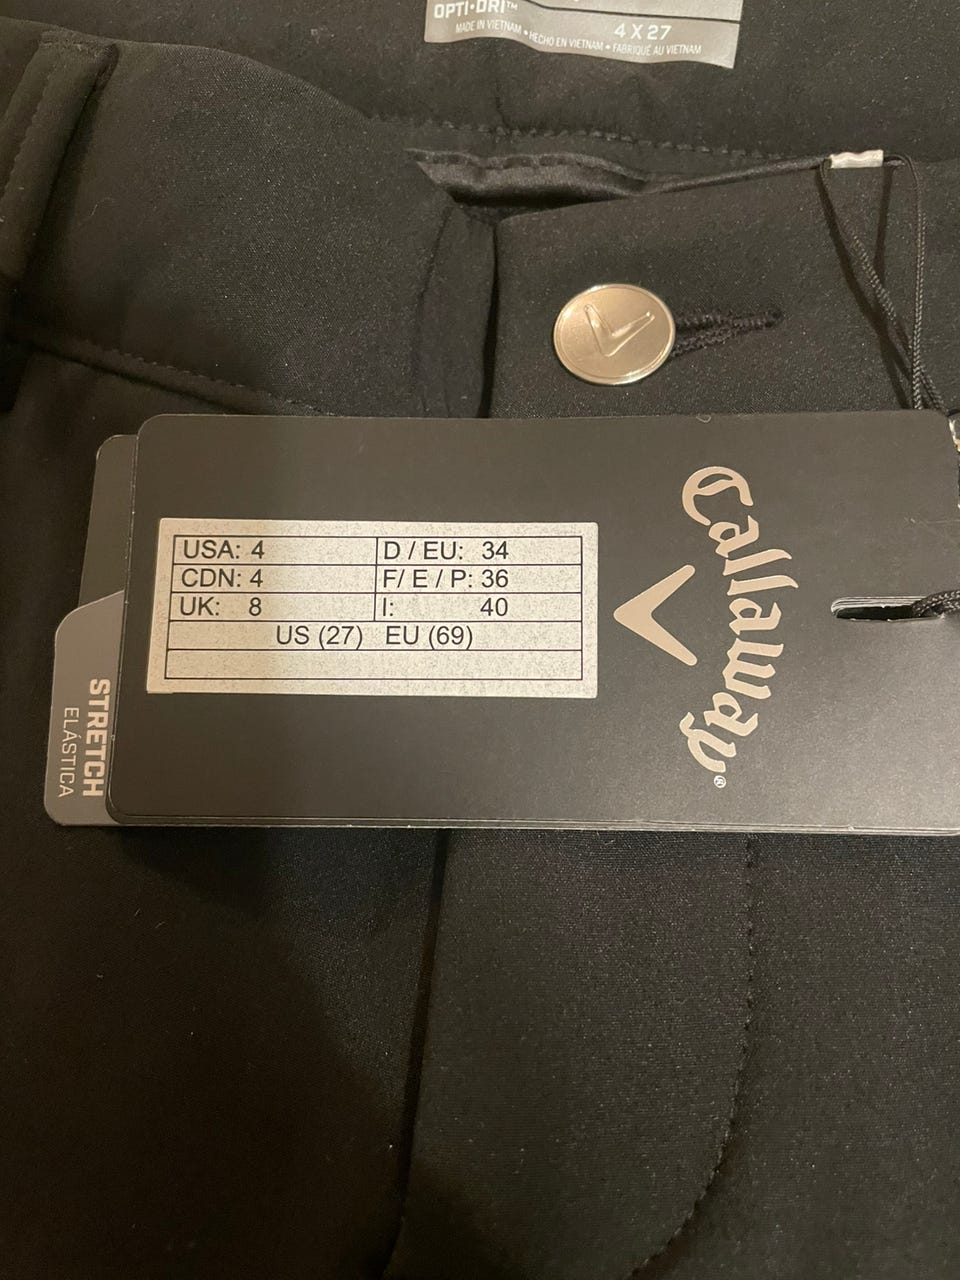 OPTI•DRI™
4 X 27
MADE IN VIETNAM • HECHO EN VIETNAM • FABRIQUÉ AU VIETNAM
Callaway®
USA: 4 D / EU: 34
CDN: 4 F/ E / P: 36
UK: 8 I: 40
US (27) EU (69)
STRETCH
ELÁSTICA